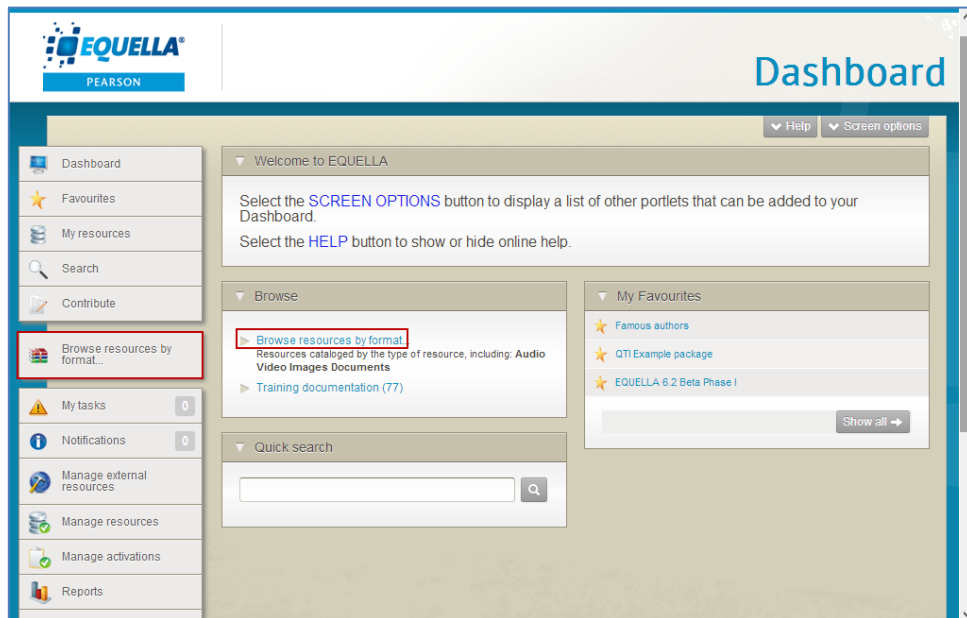 EQUELLA®
PEARSON
Dashboard
Help
Screen options
Dashboard
Favourites
My resources
Search
Contribute
Browse resources by
format...
My tasks
0
Notifications
0
Manage external
resources
Manage resources
Manage activations
Reports
Welcome to EQUELLA
Select the SCREEN OPTIONS button to display a list of other portlets that can be added to your
Dashboard.
Select the HELP button to show or hide online help.
Browse
Browse resources by format...
Resources cataloged by the type of resource, including: Audio
Video Images Documents
Training documentation (77)
Quick search
My Favourites
Famous authors
QTI Example package
EQUELLA 6.2 Beta Phase I
Show all